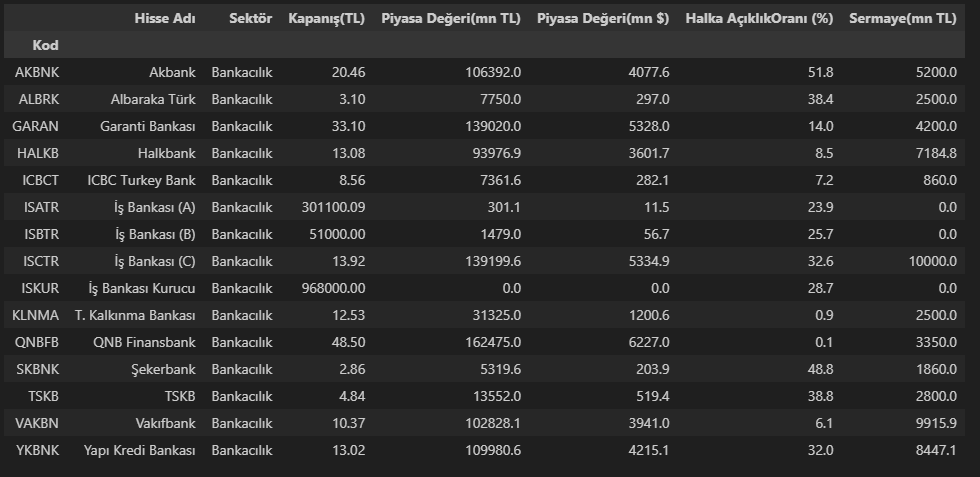 Hisse Adı Sektör Kapanış(TL) Piyasa Değeri(mn TL) Piyasa Değeri(mn $) Halka AçıklıkOranı (%) Sermaye(mn TL)
Kod
AKBNK Akbank Bankacılık 20.46 106392.0 4077.6 51.8 5200.0
ALBRK Albaraka Türk Bankacılık 3.10 7750.0 297.0 38.4 2500.0
GARAN Garanti Bankası Bankacılık 33.10 139020.0 5328.0 14.0 4200.0
HALKB Halkbank Bankacılık 13.08 93976.9 3601.7 8.5 7184.8
ICBCT ICBC Turkey Bank Bankacılık 8.56 7361.6 282.1 7.2 860.0
ISATR İş Bankası (A) Bankacılık 301100.09 301.1 11.5 23.9 0.0
ISBTR İş Bankası (B) Bankacılık 51000.00 1479.0 56.7 25.7 0.0
ISCTR İş Bankası (C) Bankacılık 13.92 139199.6 5334.9 32.6 10000.0
ISKUR İş Bankası Kurucu Bankacılık 968000.00 0.0 0.0 28.7 0.0
KLNMA T. Kalkınma Bankası Bankacılık 12.53 31325.0 1200.6 0.9 2500.0
QNBFB QNB Finansbank Bankacılık 48.50 162475.0 6227.0 0.1 3350.0
SKBNK Şekerbank Bankacılık 2.86 5319.6 203.9 48.8 1860.0
TSKB TSKB Bankacılık 4.84 13552.0 519.4 38.8 2800.0
VAKBN Vakıfbank Bankacılık 10.37 102828.1 3941.0 6.1 9915.9
YKBNK Yapı Kredi Bankası Bankacılık 13.02 109980.6 4215.1 32.0 8447.1